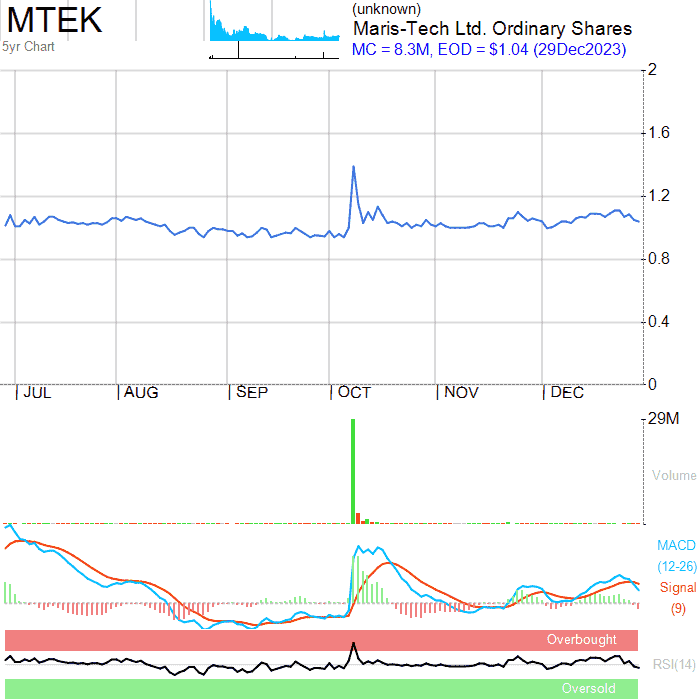 MTEK
5yr Chart
(unknown)
Maris-Tech Ltd. Ordinary Shares
MC = 8.3M, EOD = $1.04 (29Dec2023)
2
1.6
1.2
0.8
0.4
0
JUL AUG SEP OCT NOV DEC
29M
Volume
MACD
(12-26)
Signal
(9)
Overbought
RSI(14)
Oversold